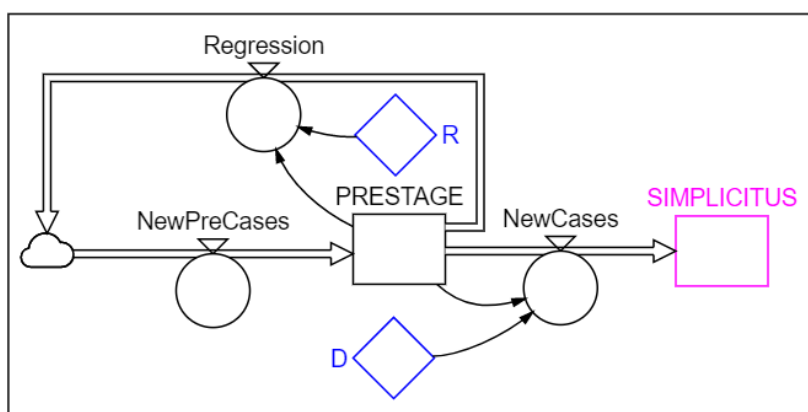 Regression
R
PRESTAGE
SIMPLICITUS
NewPreCases
NewCases
D